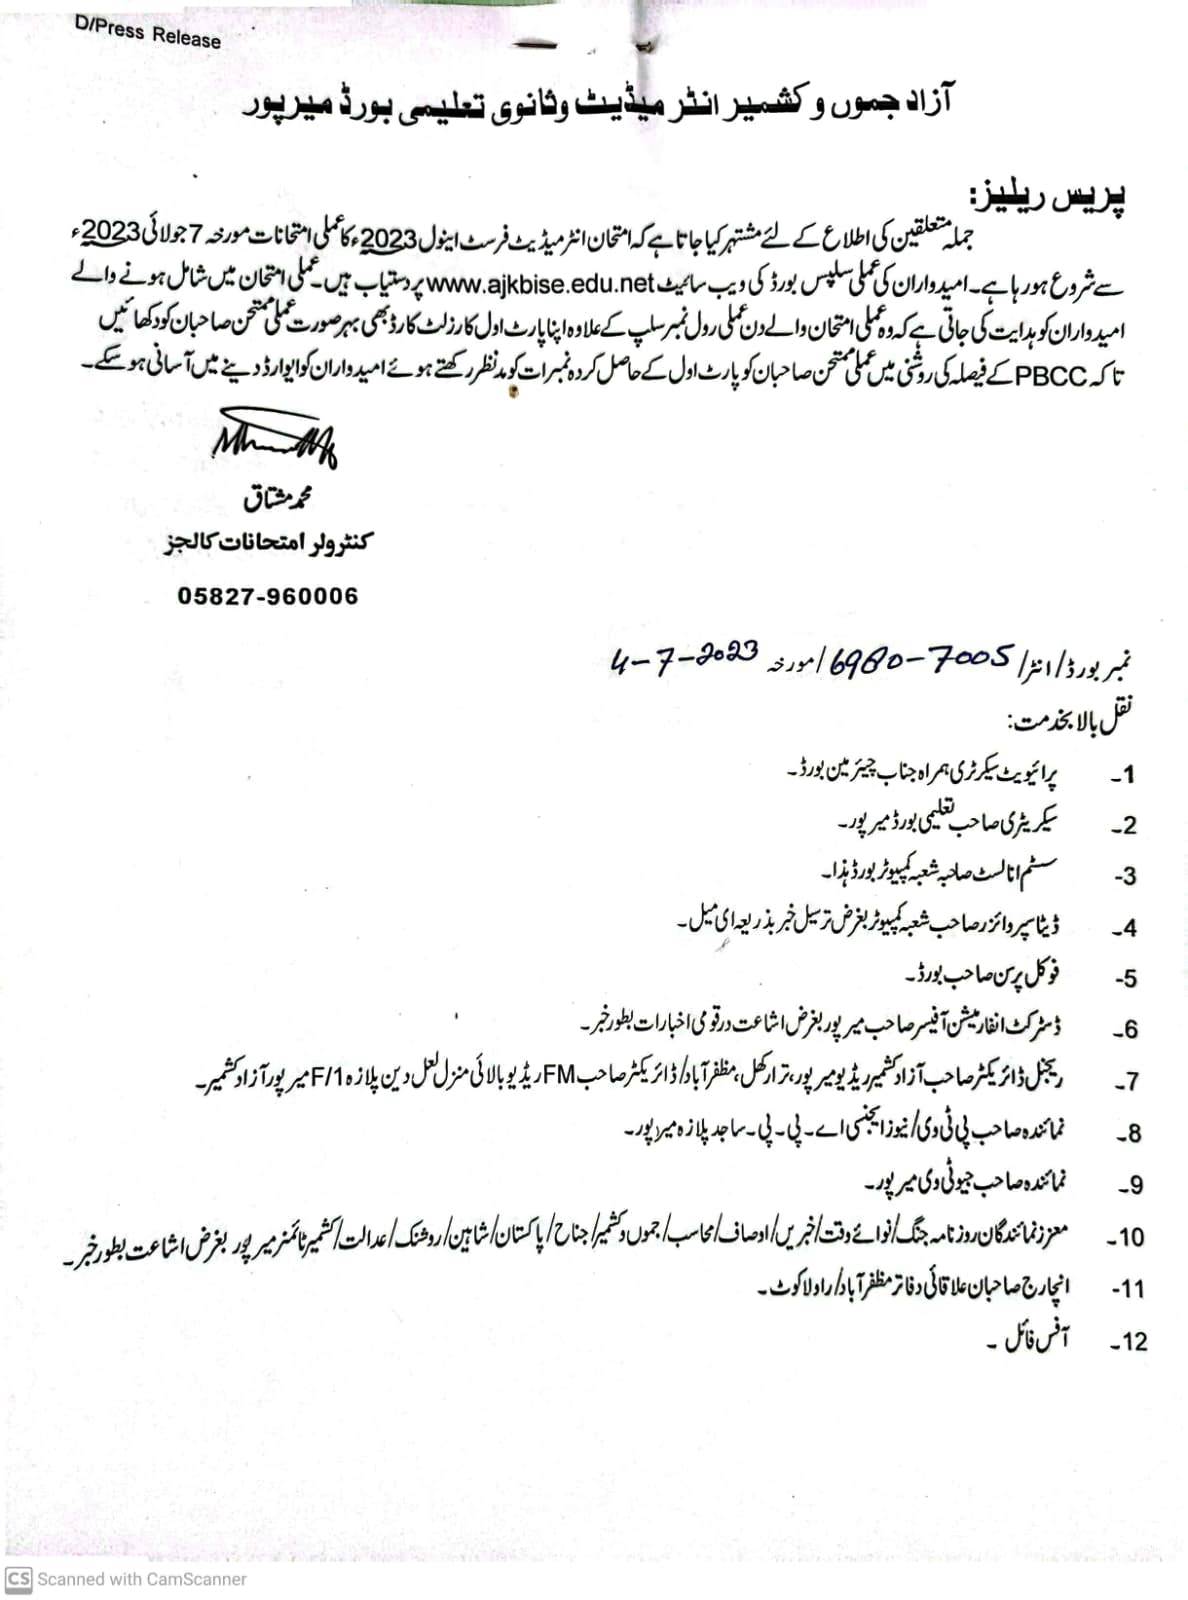 D/Press Release
آزاد جموں و کشمیر انٹر میڈیٹ و ثانوی تعلیمی بورڈ میرپور
پریس ریلیز:
جملہ متعلقین کی اطلاع کے لئے مشتہر کیا جاتا ہے کہ امتحان انٹرمیڈیٹ فرسٹ اینول 2023ء کا عملی امتحانات مورخہ 7 جولائی 2023ء
سے شروع ہو رہا ہے۔ امیدواران کی عملی سلپس بورڈ کی ویب سائیٹ www.ajkbise.edu.net پر دستیاب ہیں۔ عملی امتحان میں شامل ہونے والے
امیدواران کو ہدایت کی جاتی ہے کہ وہ عملی امتحان والے دن عملی رول نمبر سلپ کے علاوہ اپنا پارٹ اول کا رزلٹ کارڈ بھی بہر صورت عملی ممتحن صاحبان کو دکھائیں
تاکہ PBCC کے فیصلہ کی روشنی میں عملی ممتحن صاحبان کو پارٹ اول کے حاصل کردہ نمبرات کو مدنظر رکھتے ہوئے امیدواران کو ایوارڈ دینے میں آسانی ہو سکے۔
محمد مشتاق
کنٹرولر امتحانات کالجز
05827-960006
نمبر بورڈ/انٹر/6980-7005/مورخہ 4-7-2023
نقل بالا بخدمت:
1۔ پرائیویٹ سیکرٹری ہمراہ جناب چیئرمین بورڈ۔
2۔ سیکریٹری صاحب تعلیمی بورڈ میرپور۔
3- سسٹم انالسٹ صاحبہ شعبہ کمپیوٹر بورڈ ہذا۔
4۔ ڈیٹا سپروائزر صاحب شعبہ کمپیوٹر بغرض ترسیل خبر بذریعہ ای میل۔
5- فوکل پرسن صاحب بورڈ۔
6۔ ڈسٹرکٹ انفارمیشن آفیسر صاحب میرپور بغرض اشاعت در قومی اخبارات بطور خبر۔
7۔ ریجنل ڈائریکٹر صاحب آزاد کشمیر ریڈیو میرپور، تراڑکھل، مظفرآباد/ڈائریکٹر صاحب FM ریڈیو بالائی منزل لعل دین پلازہ F/1 میرپور آزاد کشمیر۔
8۔ نمائندہ صاحب پی ٹی وی/نیوز ایجنسی اے۔پی۔پی۔ ساجد پلازہ میرپور۔
9۔ نمائندہ صاحب جیو ٹی وی میرپور۔
10۔ معزز نمائندگان روزنامہ جنگ/نوائے وقت/خبریں/اوصاف/محاسب/جموں و کشمیر/جناح/پاکستان/شاہین/روشنک/عدالت/کشمیر ٹائمنر میرپور بغرض اشاعت بطور خبر۔
11- انچارج صاحبان علاقائی دفاتر مظفرآباد/راولاکوٹ۔
12۔ آفس فائل۔
CS Scanned with CamScanner